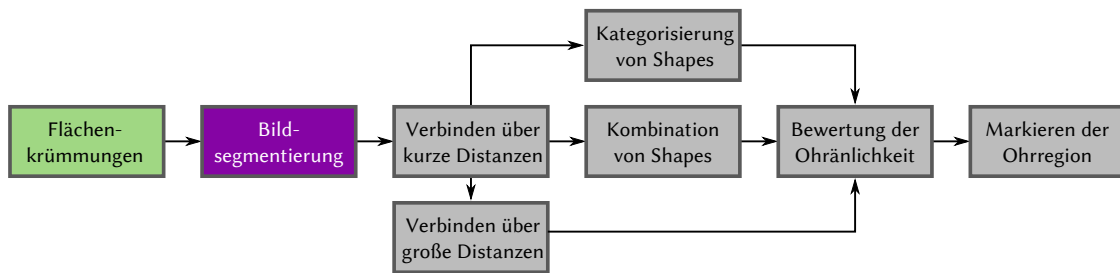 Kategorisierung
von Shapes
Flächen-
krümmungen
Bild-
segmentierung
Verbinden über
kurze Distanzen
Kombination
von Shapes
Bewertung der
Ohränlichkeit
Markieren der
Ohrregion
Verbinden über
große Distanzen